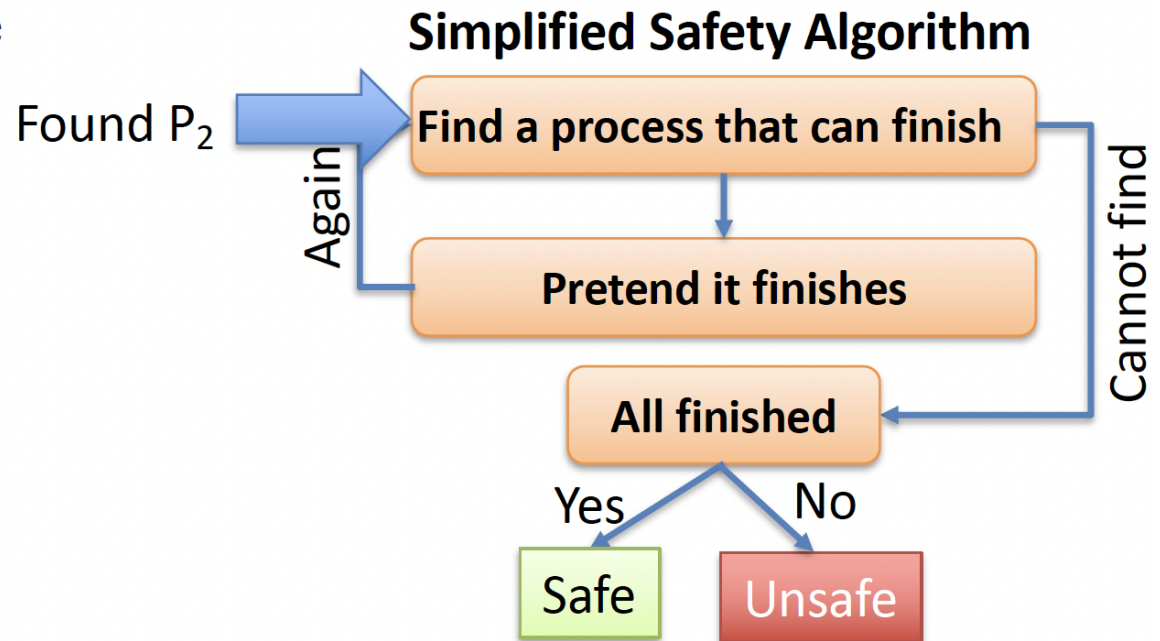 Simplified Safety Algorithm
Found P₂
Find a process that can finish
Again
Cannot find
Pretend it finishes
All finished
Yes
No
Safe
Unsafe